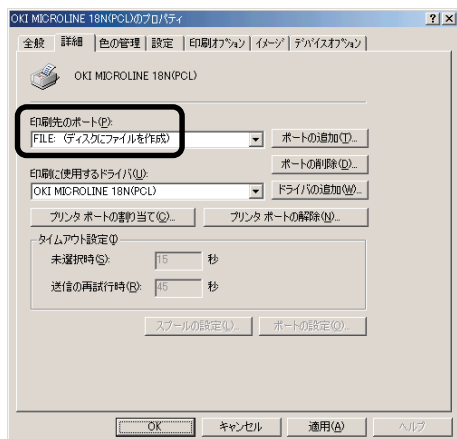 OKI MICROLINE 18N(PCL)のプロパティ
? ×
全般 詳細 色の管理 設定 印刷オプション イメージ デバイスオプション
OKI MICROLINE 18N(PCL)
印刷先のポート(P):
FILE: (ディスクにファイルを作成)
ポートの追加(T)...
ポートの削除(D)...
印刷に使用するドライバ(U):
OKI MICROLINE 18N(PCL)
ドライバの追加(W)...
プリンタ ポートの割り当て(C)...
プリンタ ポートの解除(N)...
タイムアウト設定
未選択時(S): 15 秒
送信の再試行時(R): 45 秒
スプールの設定(L)...
ポートの設定(O)...
OK キャンセル 適用(A) ヘルプ